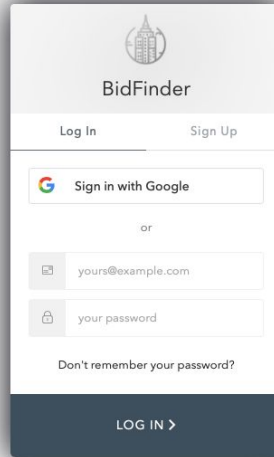 BidFinder
Log In
Sign Up
Sign in with Google
or
yours@example.com
your password
Don't remember your password?
LOG IN >